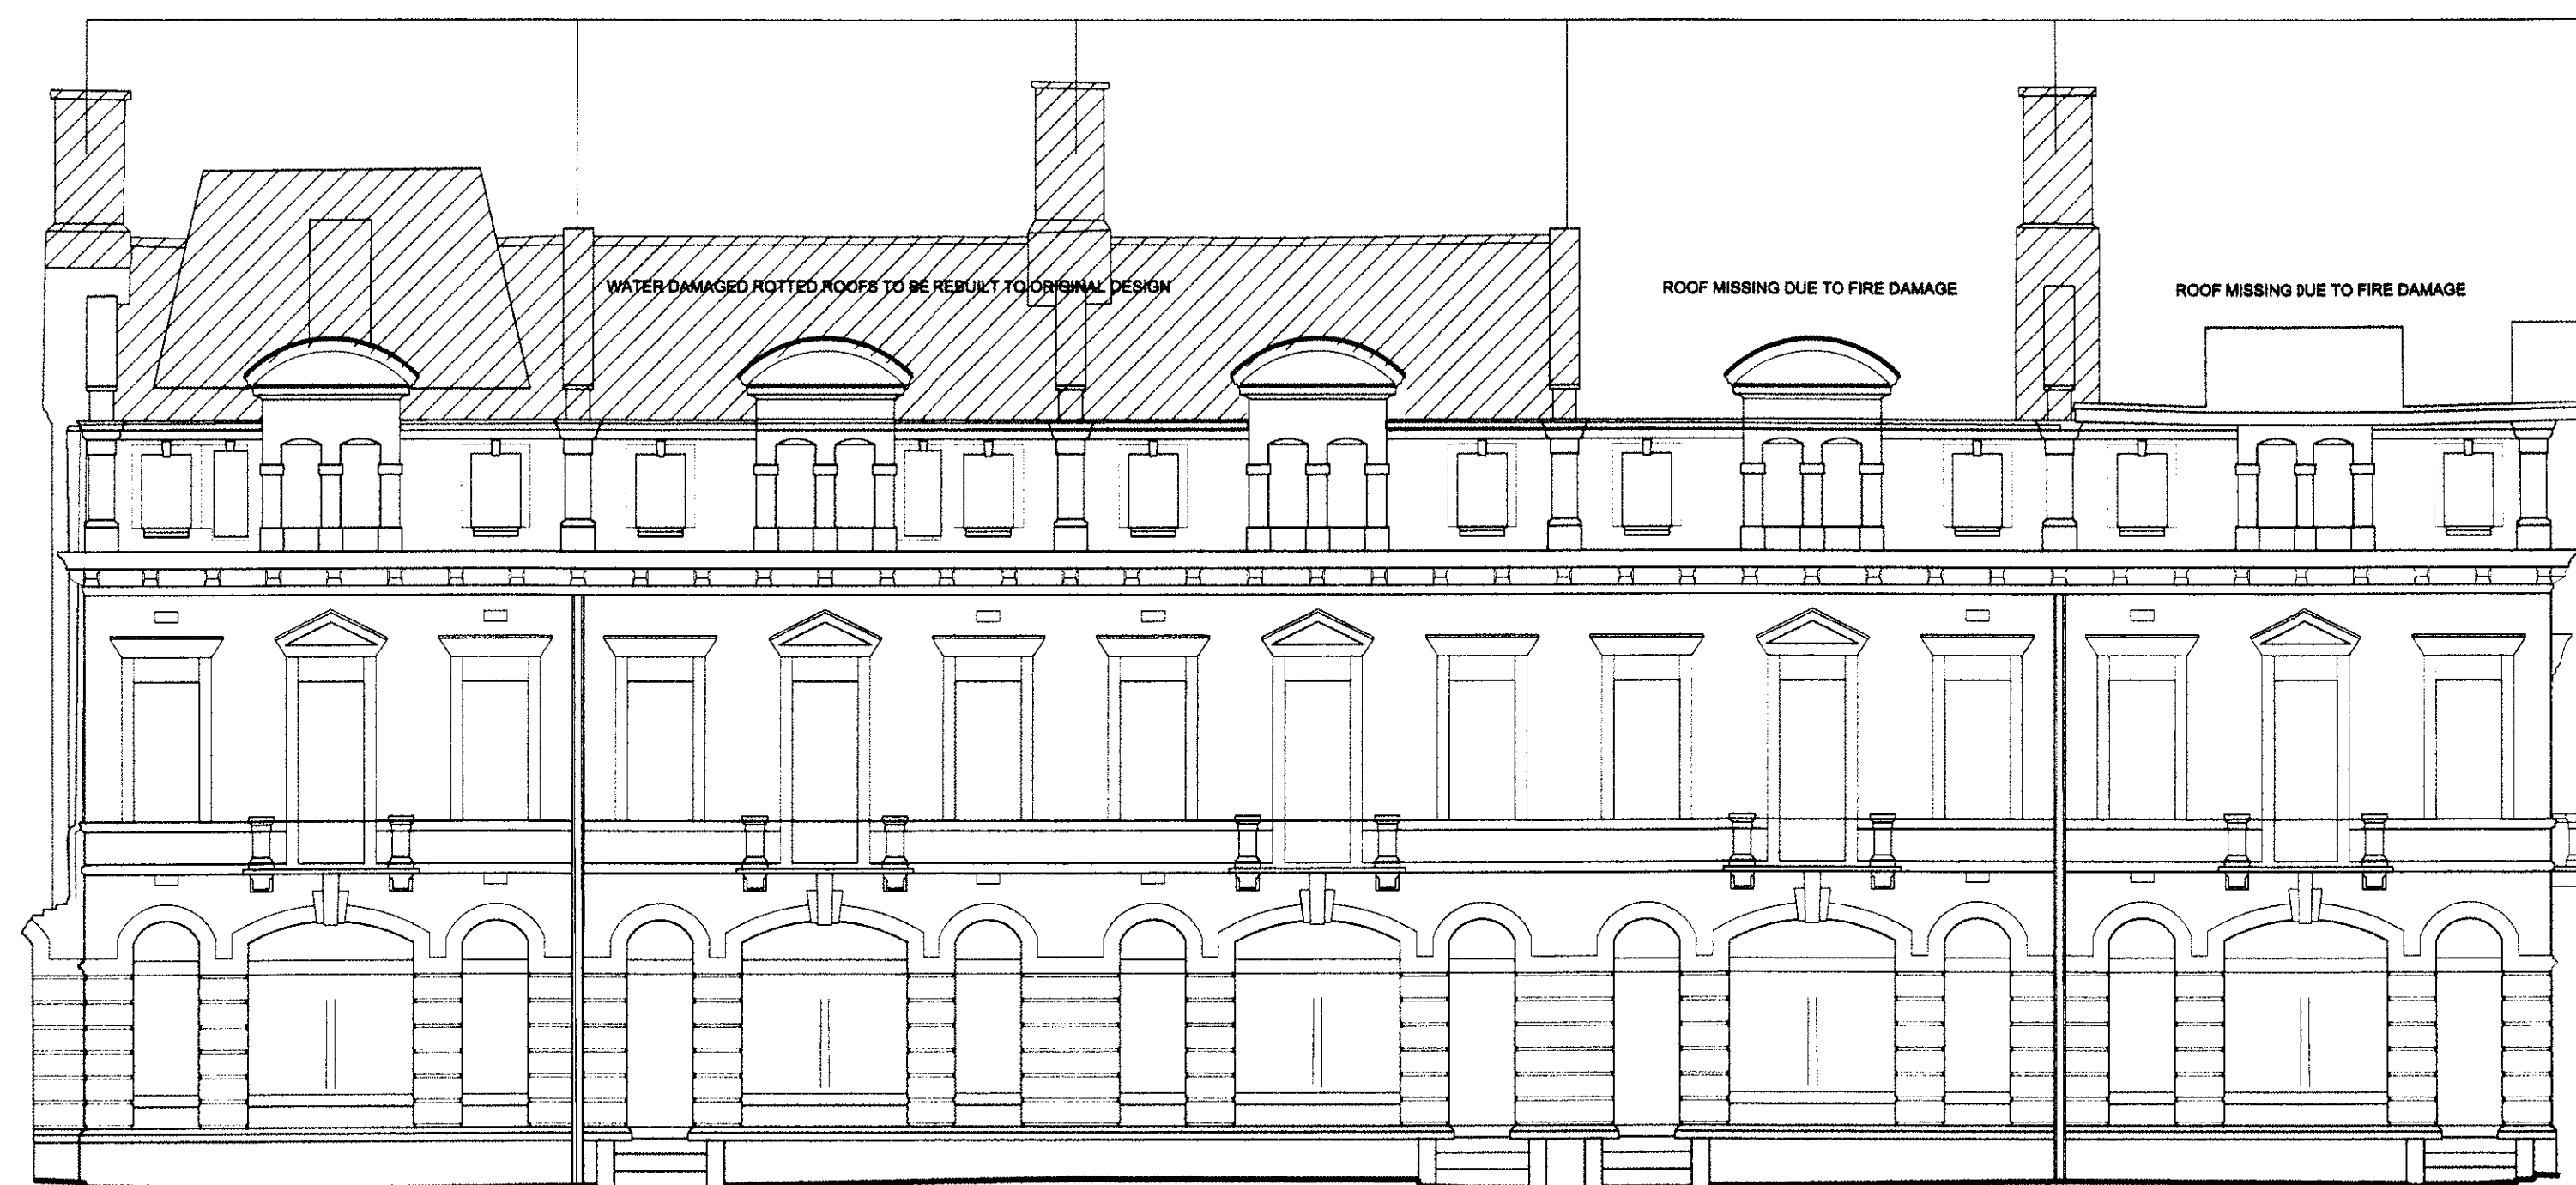 WATER DAMAGED ROTTED ROOFS TO BE REBUILT TO ORIGINAL DESIGN
ROOF MISSING DUE TO FIRE DAMAGE
ROOF MISSING DUE TO FIRE DAMAGE